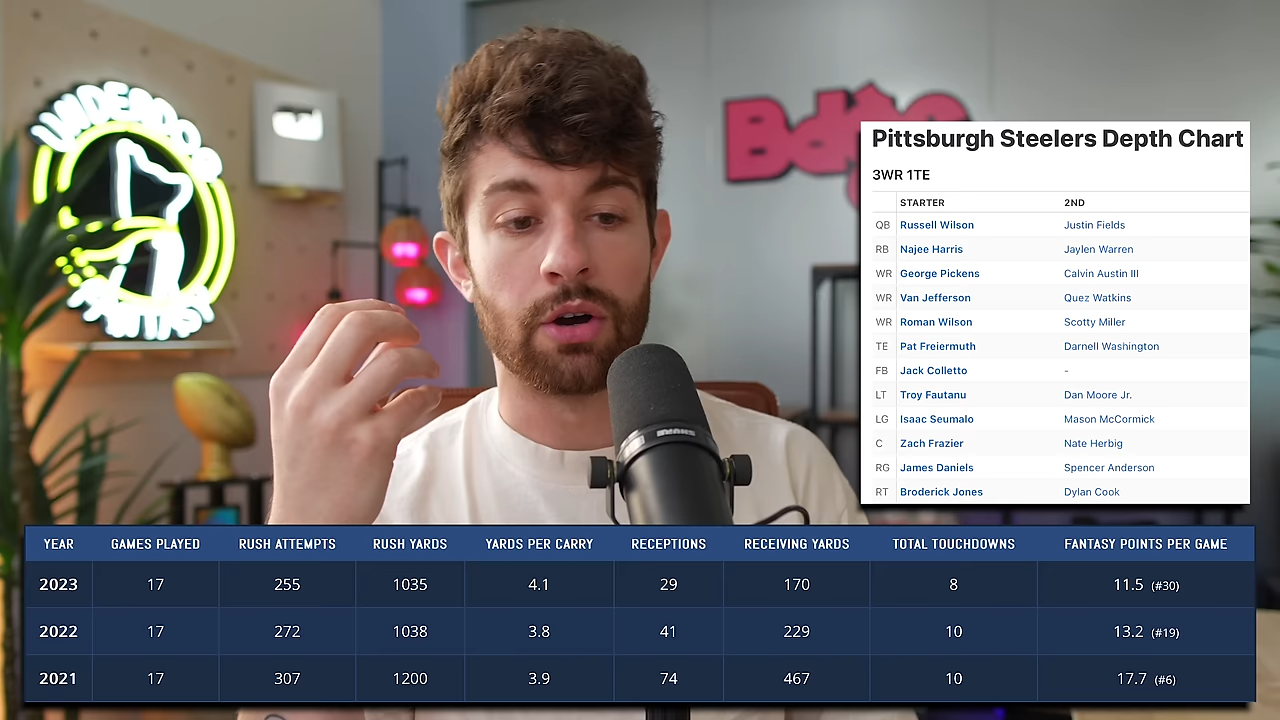 UNDERDOG
FANTASY
BDGE
Pittsburgh Steelers Depth Chart
3WR 1TE
STARTER 2ND
QB Russell Wilson Justin Fields
RB Najee Harris Jaylen Warren
WR George Pickens Calvin Austin III
WR Van Jefferson Quez Watkins
WR Roman Wilson Scotty Miller
TE Pat Freiermuth Darnell Washington
FB Jack Colletto -
LT Troy Fautanu Dan Moore Jr.
LG Isaac Seumalo Mason McCormick
C Zach Frazier Nate Herbig
RG James Daniels Spencer Anderson
RT Broderick Jones Dylan Cook
SHURE
YEAR GAMES PLAYED RUSH ATTEMPTS RUSH YARDS YARDS PER CARRY RECEPTIONS RECEIVING YARDS TOTAL TOUCHDOWNS FANTASY POINTS PER GAME
2023 17 255 1035 4.1 29 170 8 11.5 (#30)
2022 17 272 1038 3.8 41 229 10 13.2 (#19)
2021 17 307 1200 3.9 74 467 10 17.7 (#6)